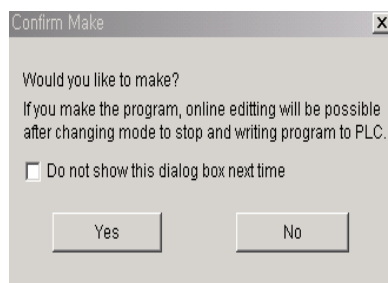 Confirm Make
Would you like to make?
If you make the program, online editting will be possible
after changing mode to stop and writing program to PLC.
Do not show this dialog box next time
Yes No